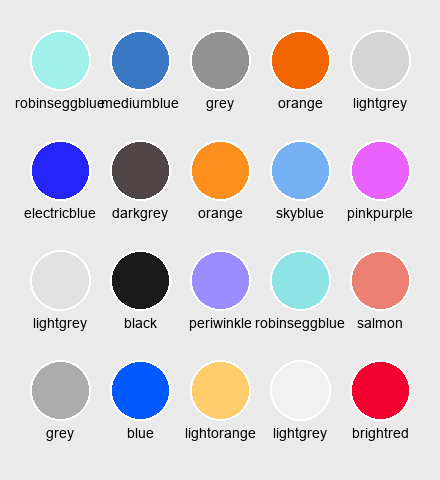 robinseggblue mediumblue grey orange lightgrey
electricblue darkgrey orange skyblue pinkpurple
lightgrey black periwinkle robinseggblue salmon
grey blue lightorange lightgrey brightred